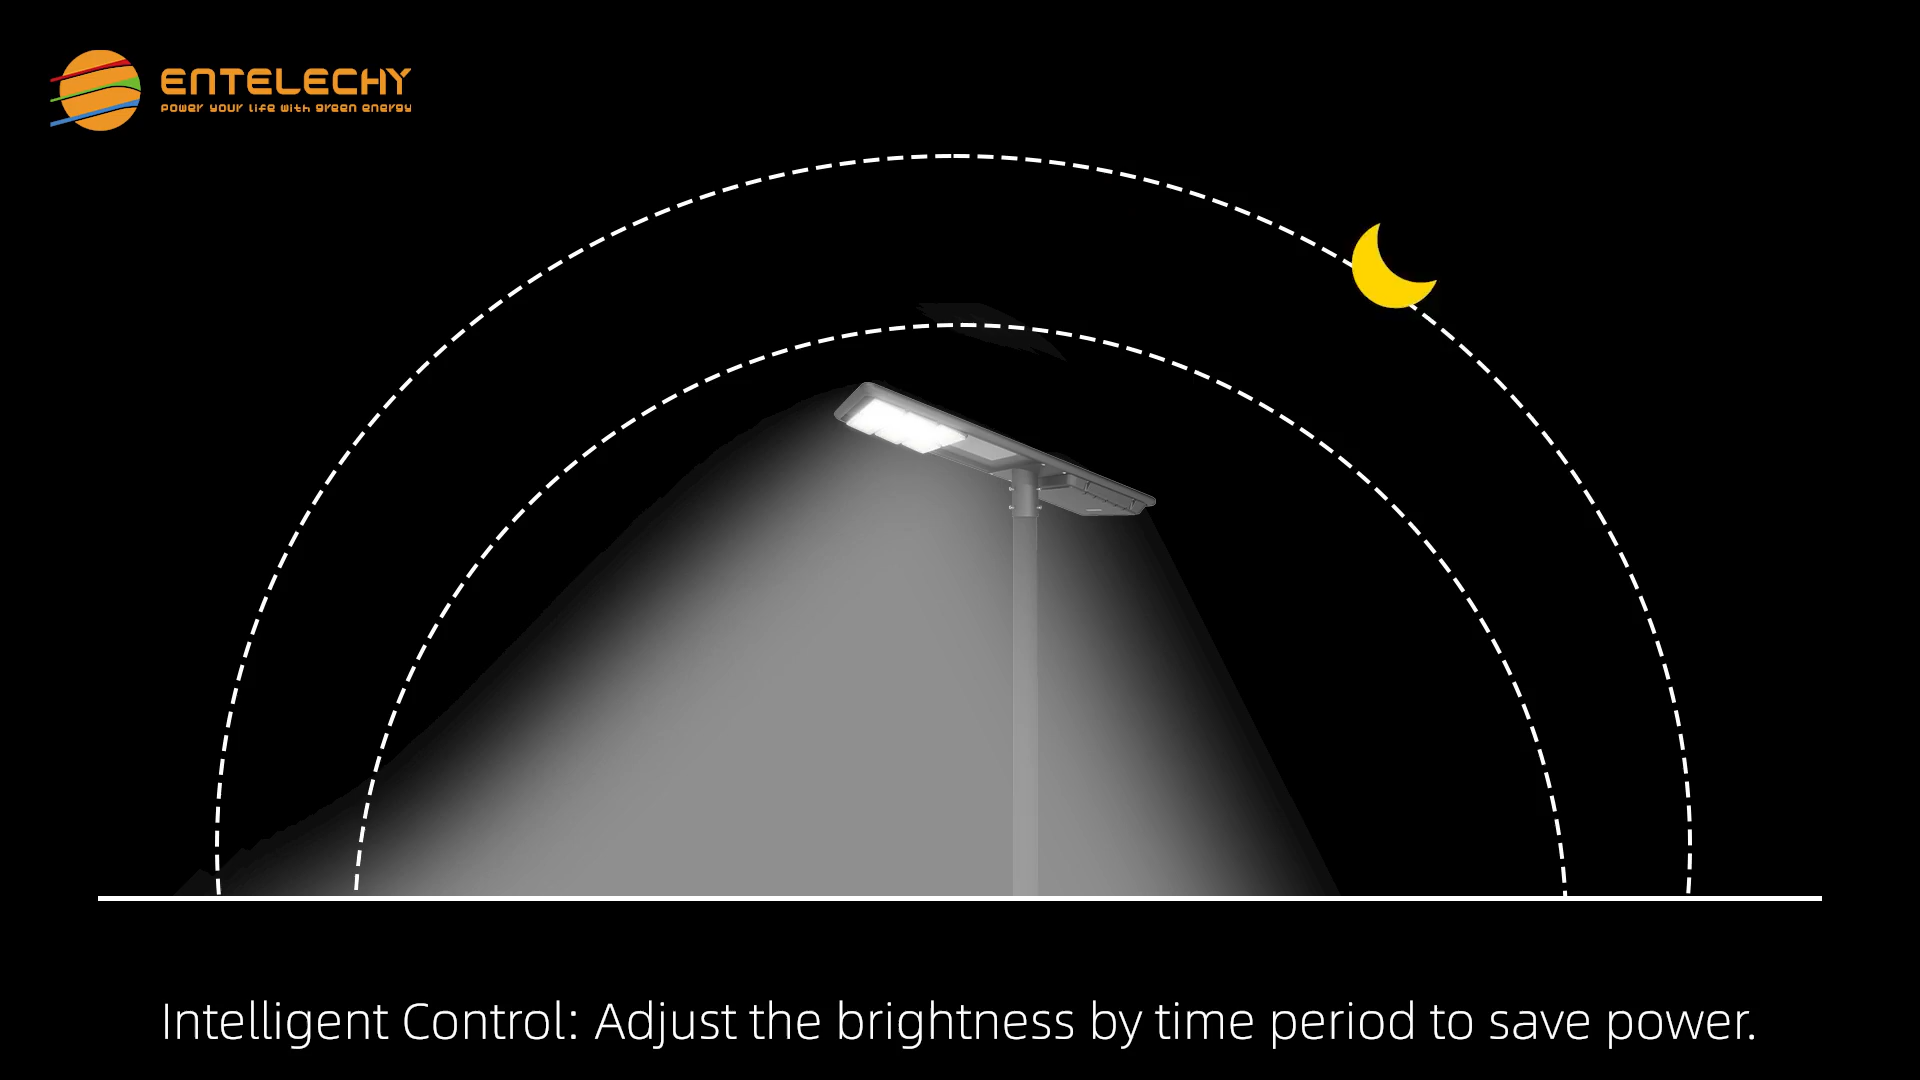 ENTELECHY
Power your life with green energy
Intelligent Control: Adjust the brightness by time period to save power.